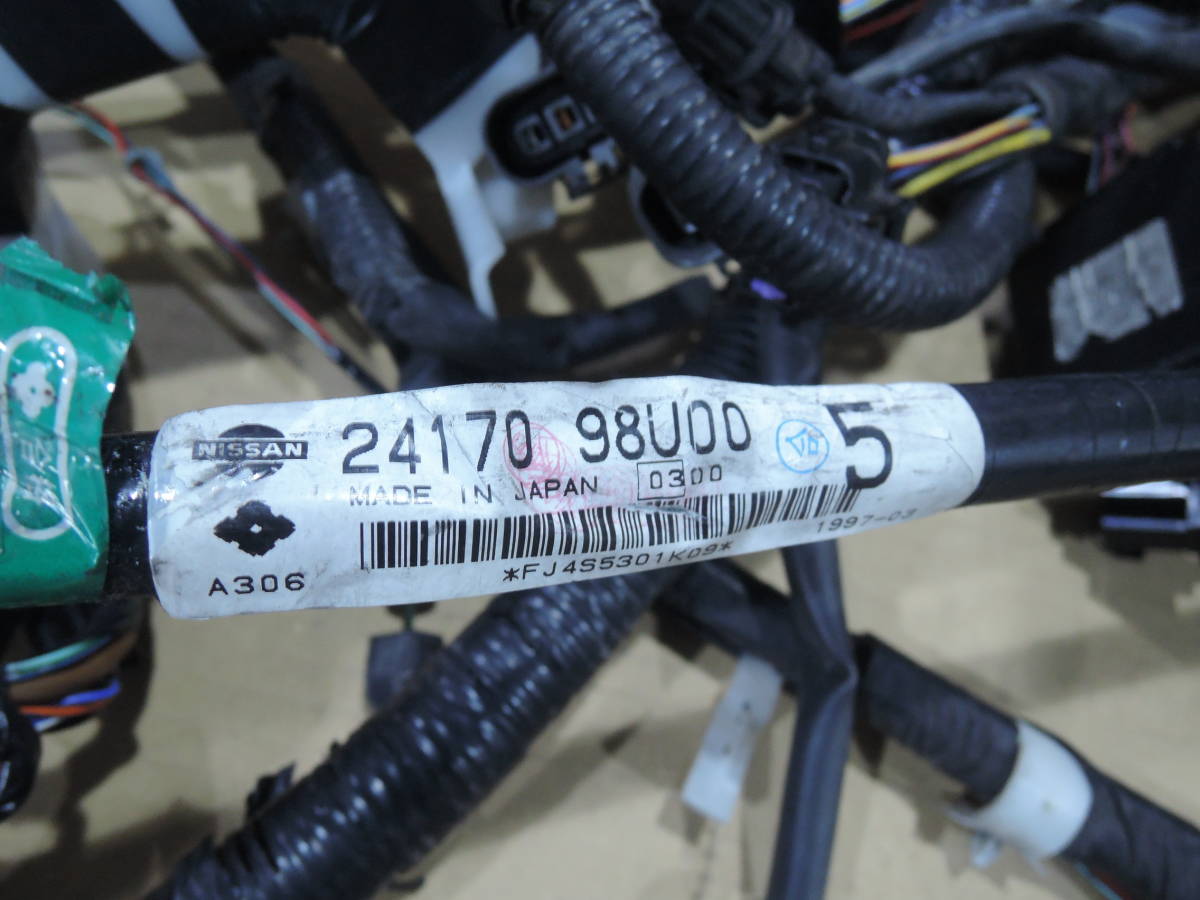 NISSAN 24170 98U00 5
MADE IN JAPAN 0300
1997-03
*FJ4S5301K09*
A306